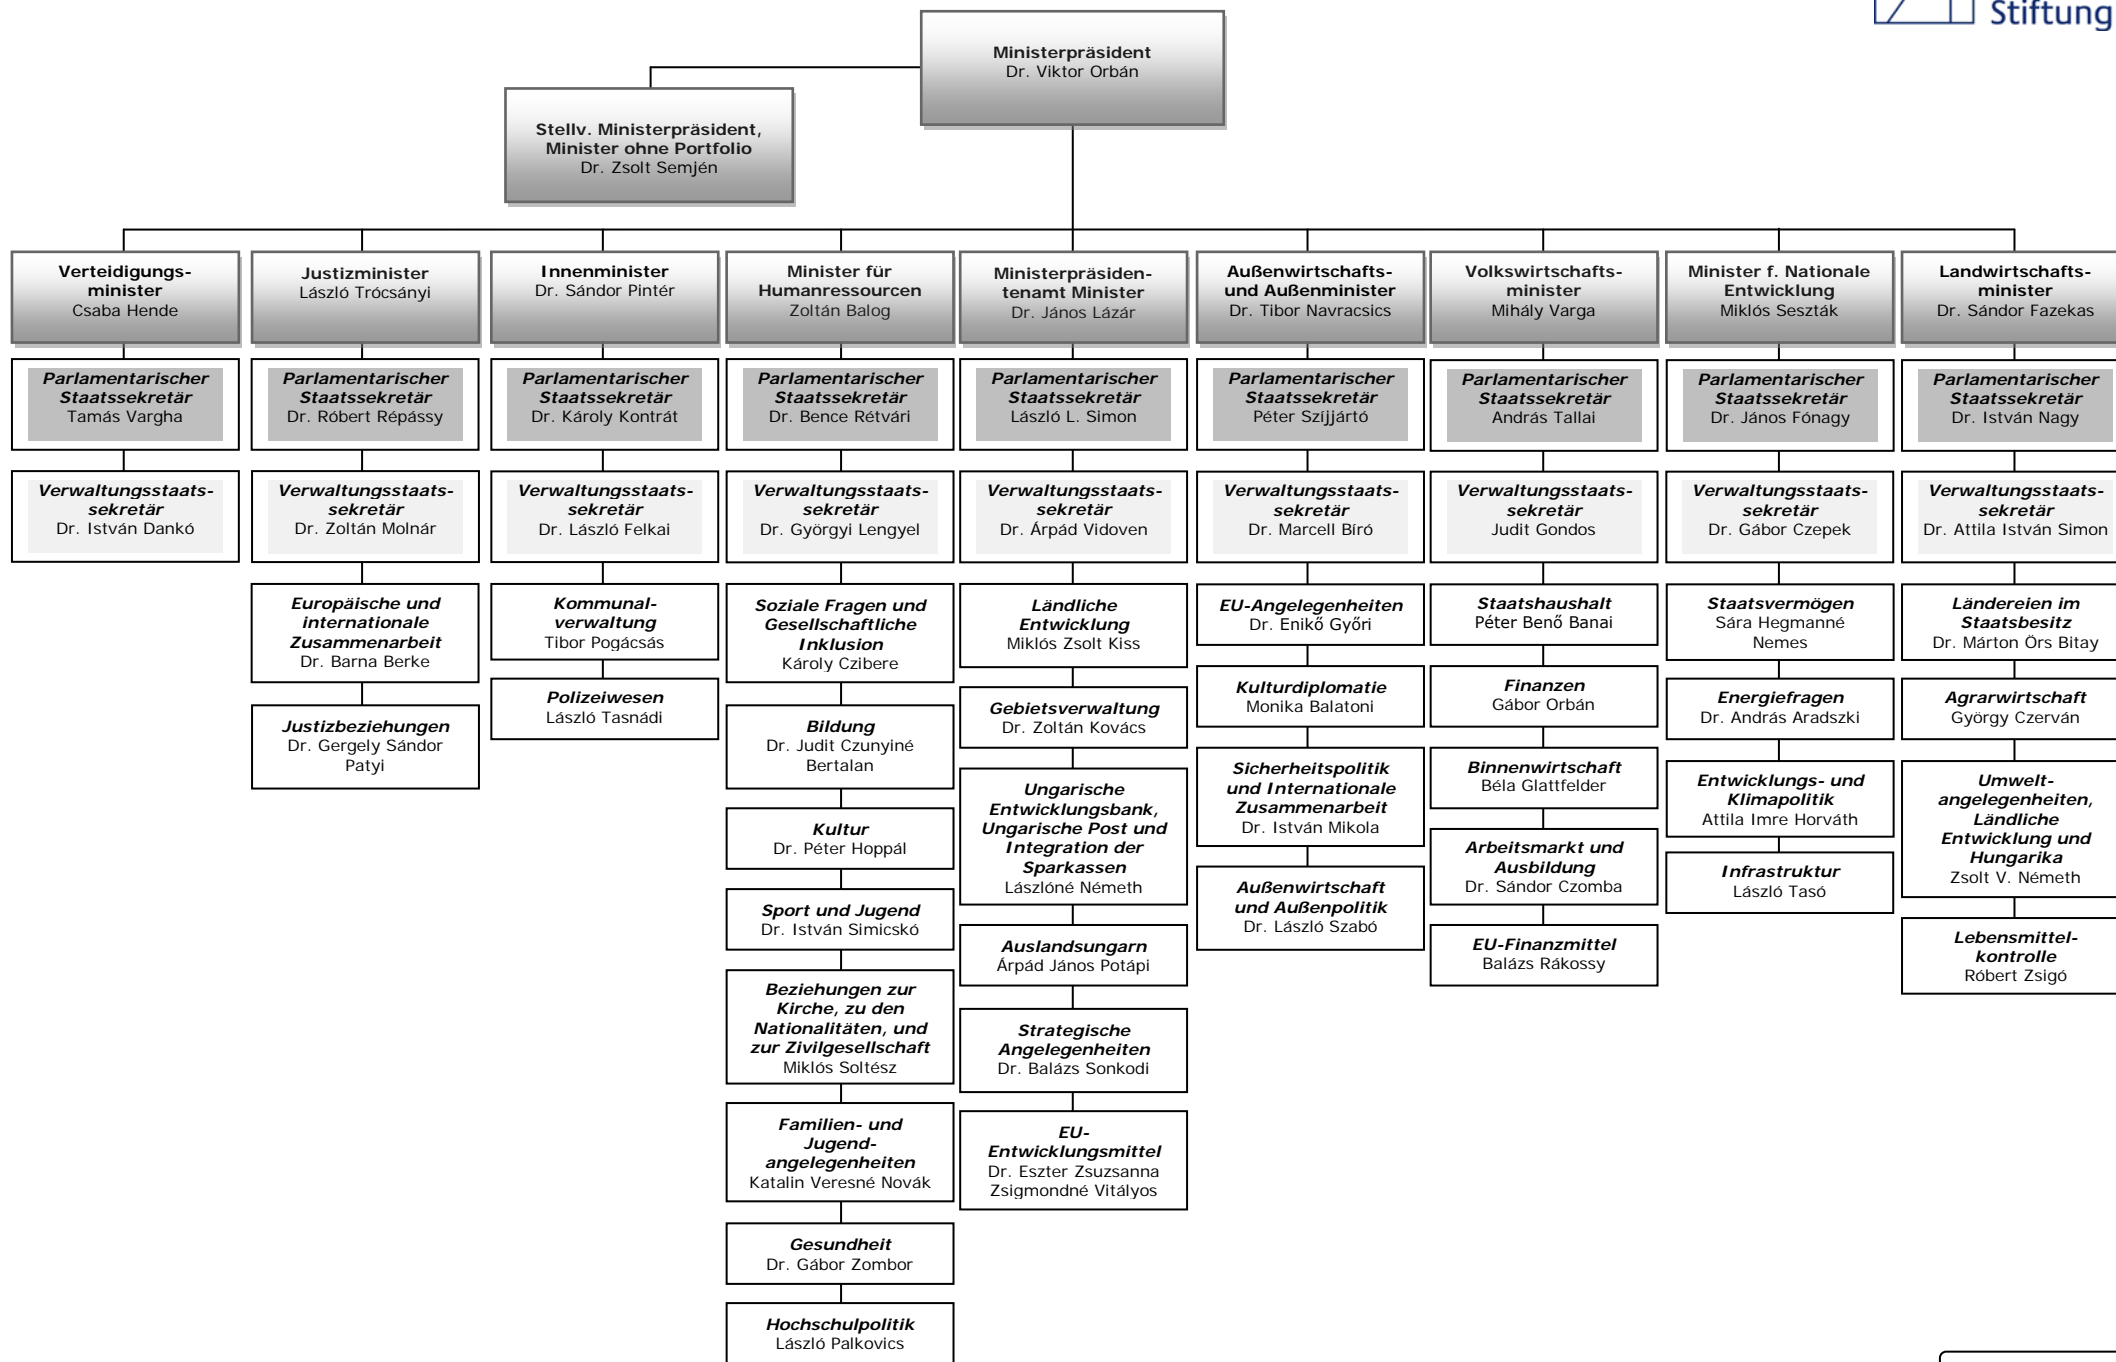 Stiftung
Ministerpräsident
Dr. Viktor Orbán
Stellv. Ministerpräsident,
Minister ohne Portfolio
Dr. Zsolt Semjén
Verteidigungs-
minister
Csaba Hende
Parlamentarischer
Staatssekretär
Tamás Vargha
Verwaltungsstaats-
sekretär
Dr. István Dankó
Justizminister
László Trócsányi
Parlamentarischer
Staatssekretär
Dr. Róbert Répássy
Verwaltungsstaats-
sekretär
Dr. Zoltán Molnár
Europäische und
internationale
Zusammenarbeit
Dr. Barna Berke
Justizbeziehungen
Dr. Gergely Sándor
Patyi
Innenminister
Dr. Sándor Pintér
Parlamentarischer
Staatssekretär
Dr. Károly Kontrát
Verwaltungsstaats-
sekretär
Dr. László Felkai
Kommunal-
verwaltung
Tibor Pogácsás
Polizeiwesen
László Tasnádi
Minister für
Humanressourcen
Zoltán Balog
Parlamentarischer
Staatssekretär
Dr. Bence Rétvári
Verwaltungsstaats-
sekretär
Dr. Györgyi Lengyel
Soziale Fragen und
Gesellschaftliche
Inklusion
Károly Czibere
Bildung
Dr. Judit Czunyiné
Bertalan
Kultur
Dr. Péter Hoppál
Sport und Jugend
Dr. István Simicskó
Beziehungen zur
Kirche, zu den
Nationalitäten, und
zur Zivilgesellschaft
Miklós Soltész
Familien- und
Jugend-
angelegenheiten
Katalin Veresné Novák
Gesundheit
Dr. Gábor Zombor
Hochschulpolitik
László Palkovics
Ministerpräsiden-
tenamt Minister
Dr. János Lázár
Parlamentarischer
Staatssekretär
László L. Simon
Verwaltungsstaats-
sekretär
Dr. Árpád Vidoven
Ländliche
Entwicklung
Miklós Zsolt Kiss
Gebietsverwaltung
Dr. Zoltán Kovács
Ungarische
Entwicklungsbank,
Ungarische Post und
Integration der
Sparkassen
Lászlóné Németh
Auslandsungarn
Árpád János Potápi
Strategische
Angelegenheiten
Dr. Balázs Sonkodi
EU-
Entwicklungsmittel
Dr. Eszter Zsuzsanna
Zsigmondné Vitályos
Außenwirtschafts-
und Außenminister
Dr. Tibor Navracsics
Parlamentarischer
Staatssekretär
Péter Szíjjártó
Verwaltungsstaats-
sekretär
Dr. Marcell Bíró
EU-Angelegenheiten
Dr. Enikő Győri
Kulturdiplomatie
Monika Balatoni
Sicherheitspolitik
und Internationale
Zusammenarbeit
Dr. István Mikola
Außenwirtschaft
und Außenpolitik
Dr. László Szabó
Volkswirtschafts-
minister
Mihály Varga
Parlamentarischer
Staatssekretär
András Tallai
Verwaltungsstaats-
sekretär
Judit Gondos
Staatshaushalt
Péter Benő Banai
Finanzen
Gábor Orbán
Binnenwirtschaft
Béla Glattfelder
Arbeitsmarkt und
Ausbildung
Dr. Sándor Czomba
EU-Finanzmittel
Balázs Rákossy
Minister f. Nationale
Entwicklung
Miklós Seszták
Parlamentarischer
Staatssekretär
Dr. János Fónagy
Verwaltungsstaats-
sekretär
Dr. Gábor Czepek
Staatsvermögen
Sára Hegmanné
Nemes
Energiefragen
Dr. András Aradszki
Entwicklungs- und
Klimapolitik
Attila Imre Horváth
Infrastruktur
László Tasó
Landwirtschafts-
minister
Dr. Sándor Fazekas
Parlamentarischer
Staatssekretär
Dr. István Nagy
Verwaltungsstaats-
sekretär
Dr. Attila István Simon
Ländereien im
Staatsbesitz
Dr. Márton Örs Bitay
Agrarwirtschaft
György Czerván
Umwelt-
angelegenheiten,
Ländliche
Entwicklung und
Hungarika
Zsolt V. Németh
Lebensmittel-
kontrolle
Róbert Zsigó